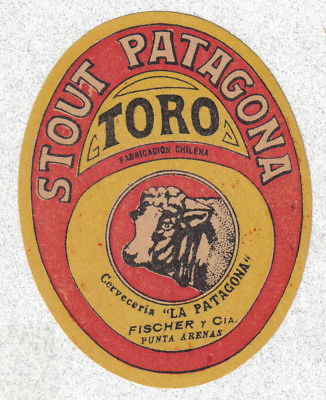 STOUT PATAGONA
TORO
FABRICACION CHILENA
Cervecería "LA PATAGONA"
FISCHER Y CIA.
PUNTA ARENAS